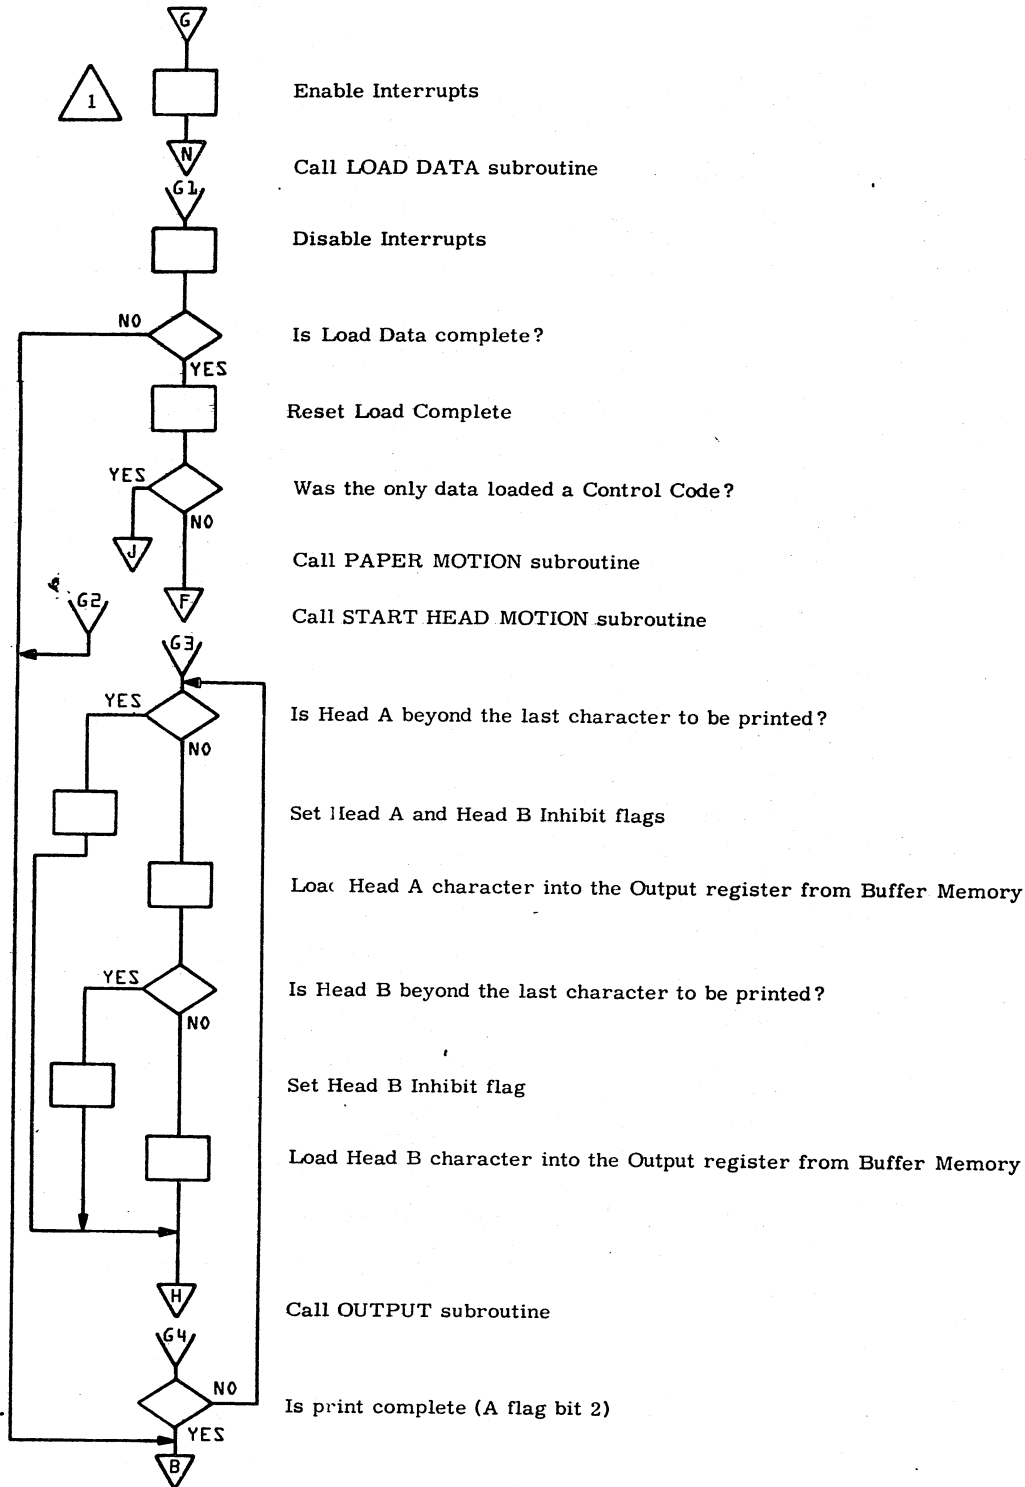 G
1
Enable Interrupts
N
Call LOAD DATA subroutine
G1
Disable Interrupts
NO
Is Load Data complete?
YES
Reset Load Complete
YES
Was the only data loaded a Control Code?
NO
J
Call PAPER MOTION subroutine
G2
F
Call START HEAD MOTION subroutine
G3
YES
Is Head A beyond the last character to be printed?
NO
Set Head A and Head B Inhibit flags
Load Head A character into the Output register from Buffer Memory
YES
Is Head B beyond the last character to be printed?
NO
Set Head B Inhibit flag
Load Head B character into the Output register from Buffer Memory
H
Call OUTPUT subroutine
G4
NO
Is print complete (A flag bit 2)
YES
B